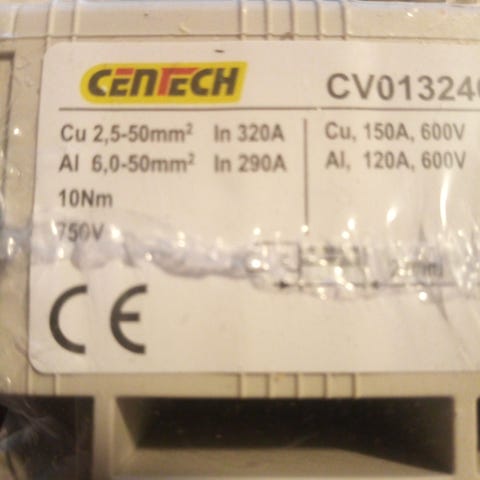 CENTECH
CV013240
Cu 2,5-50mm² In 320A
Al 6,0-50mm² In 290A
10Nm
750V
Cu, 150A, 600V
Al, 120A, 600V
CE